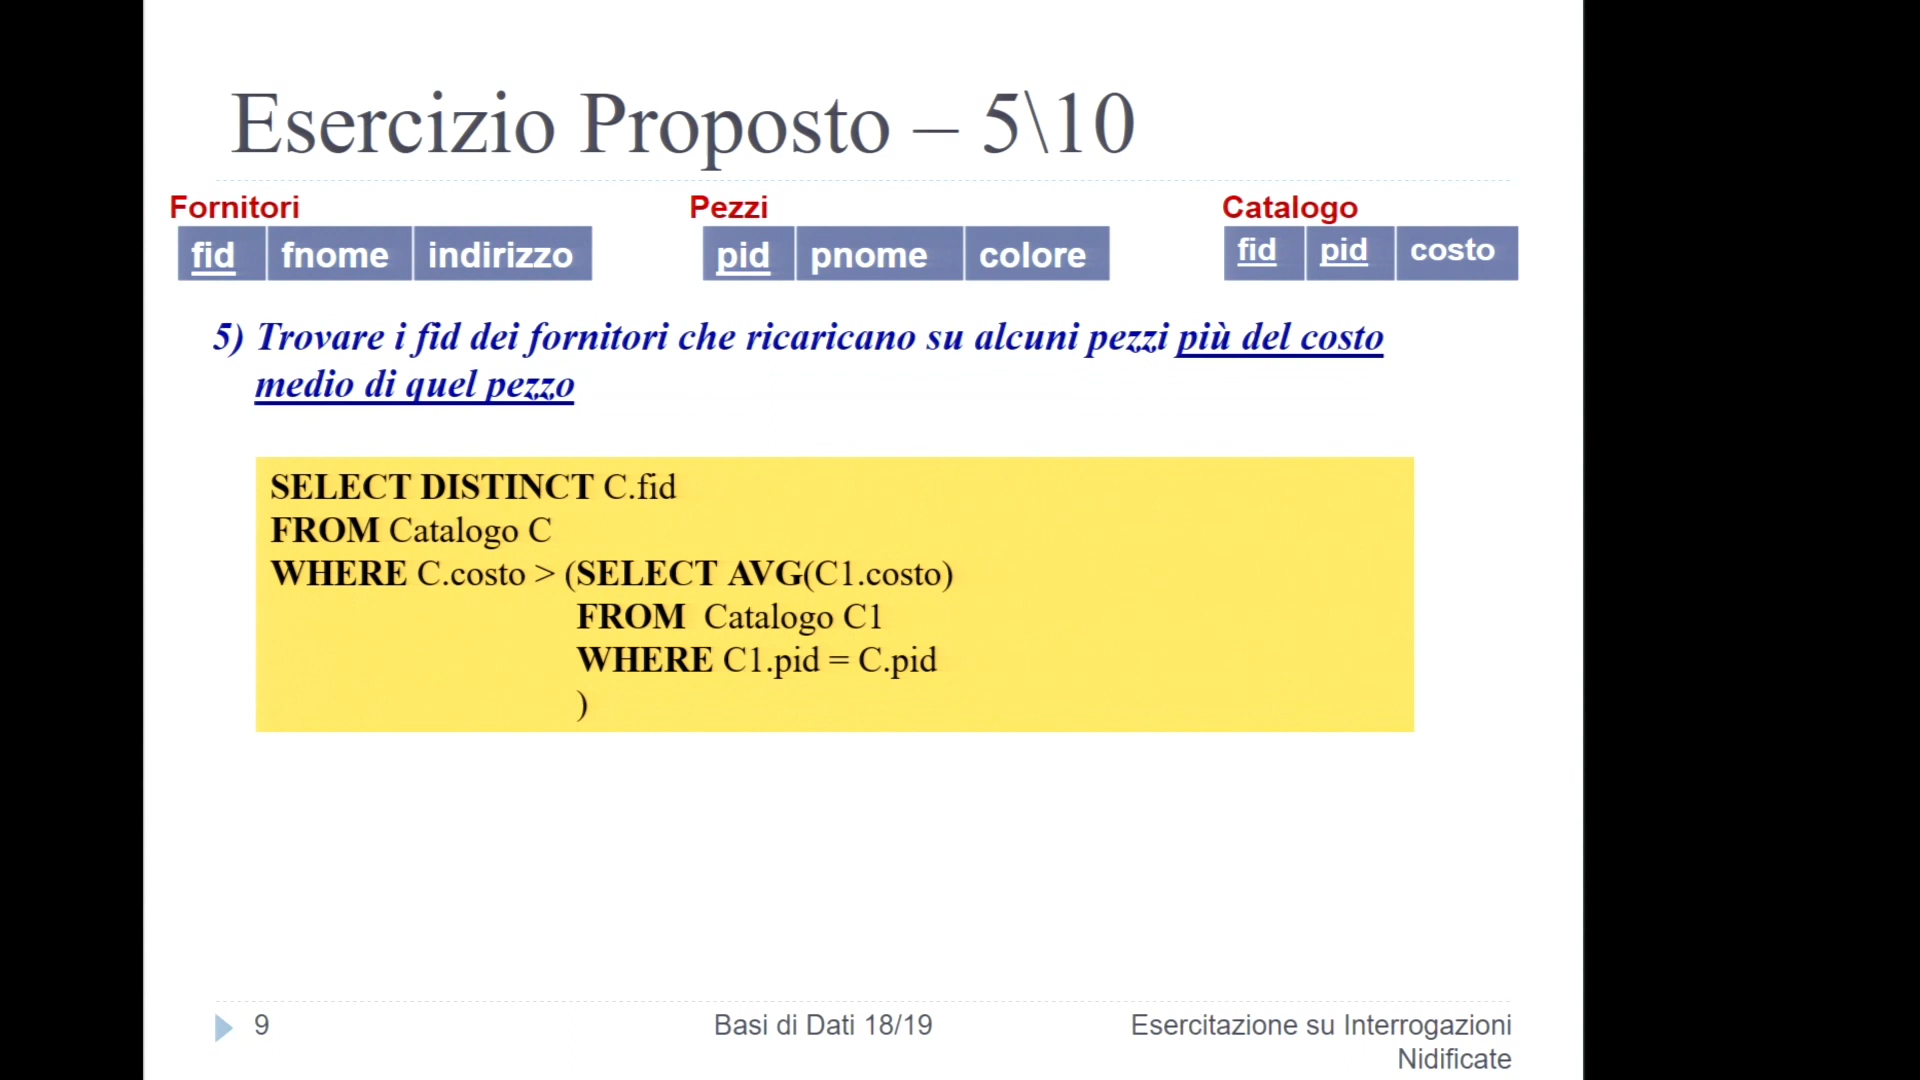 Esercizio Proposto – 5\10
Fornitori
fid fnome indirizzo
Pezzi
pid pnome colore
Catalogo
fid pid costo
5) Trovare i fid dei fornitori che ricaricano su alcuni pezzi più del costo
medio di quel pezzo
SELECT DISTINCT C.fid
FROM Catalogo C
WHERE C.costo > (SELECT AVG(C1.costo)
FROM Catalogo C1
WHERE C1.pid = C.pid
)
9
Basi di Dati 18/19
Esercitazione su Interrogazioni
Nidificate